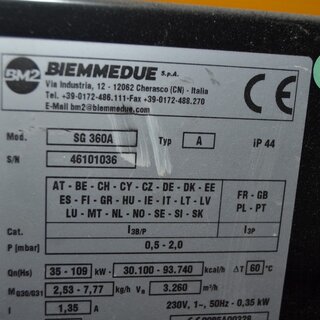 BM2 BIEMMEDUE S.p.A.
Via Industria, 12 - 12062 Cherasco (CN) - Italia
Tel. +39-0172-486.111-Fax +39-0172-488.270
E-Mail bm2@biemmedue.com
CE
Mod. SG 360A Typ A iP 44
S/N 46101036
AT - BE - CH - CY - CZ - DE - DK - EE FR - GB
ES - FI - GR - HU - IE - LT - LV PL - PT
LU - MT - NL - NO - SE - SI - SK
Cat. I3B/P I3P
P [mbar] 0,5 - 2,0
Qn(Hs) 35 - 109 kW - 30.100 - 93.740 kcal/h ΔT 60 °C
MG30/G31 2,53 - 7,77 kg/h VB 3.260 m³/h
I 1,35 A 230V, 1~, 50Hz - 0,35 kW